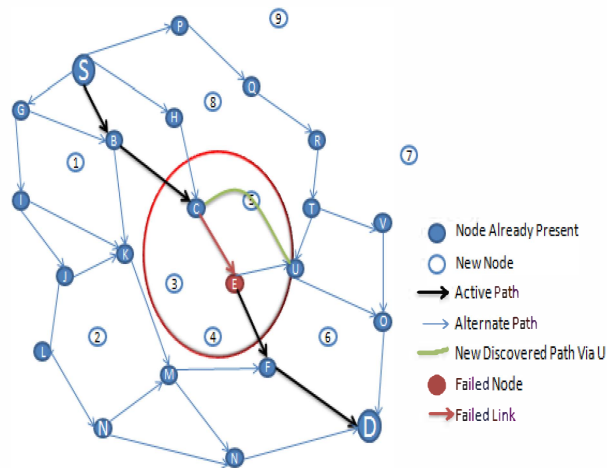 9
P
S
Q
8
G
H
B
R
1
7
I
C
5
T
V
K
J
3
E
U
2
4
6
O
L
M
F
N
D
N
Node Already Present
New Node
Active Path
Alternate Path
New Discovered Path Via U
Failed Node
Failed Link